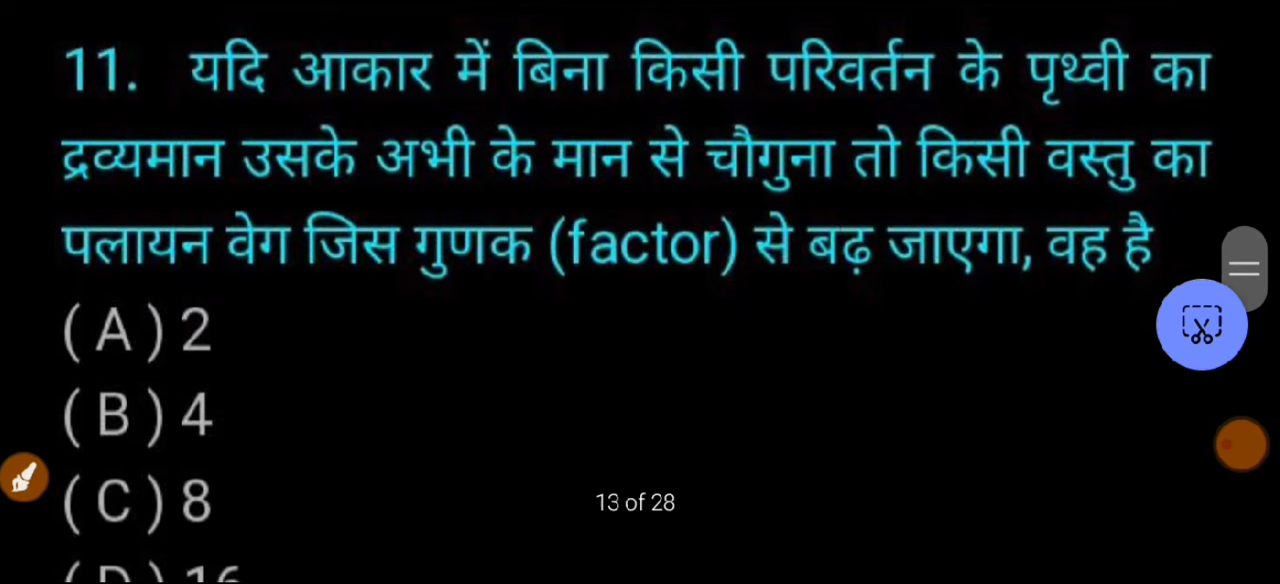 11. यदि आकार में बिना किसी परिवर्तन के पृथ्वी का
द्रव्यमान उसके अभी के मान से चौगुना तो किसी वस्तु का
पलायन वेग जिस गुणक (factor) से बढ़ जाएगा, वह है
( A ) 2
( B ) 4
( C ) 8
13 of 28
( D ) 16